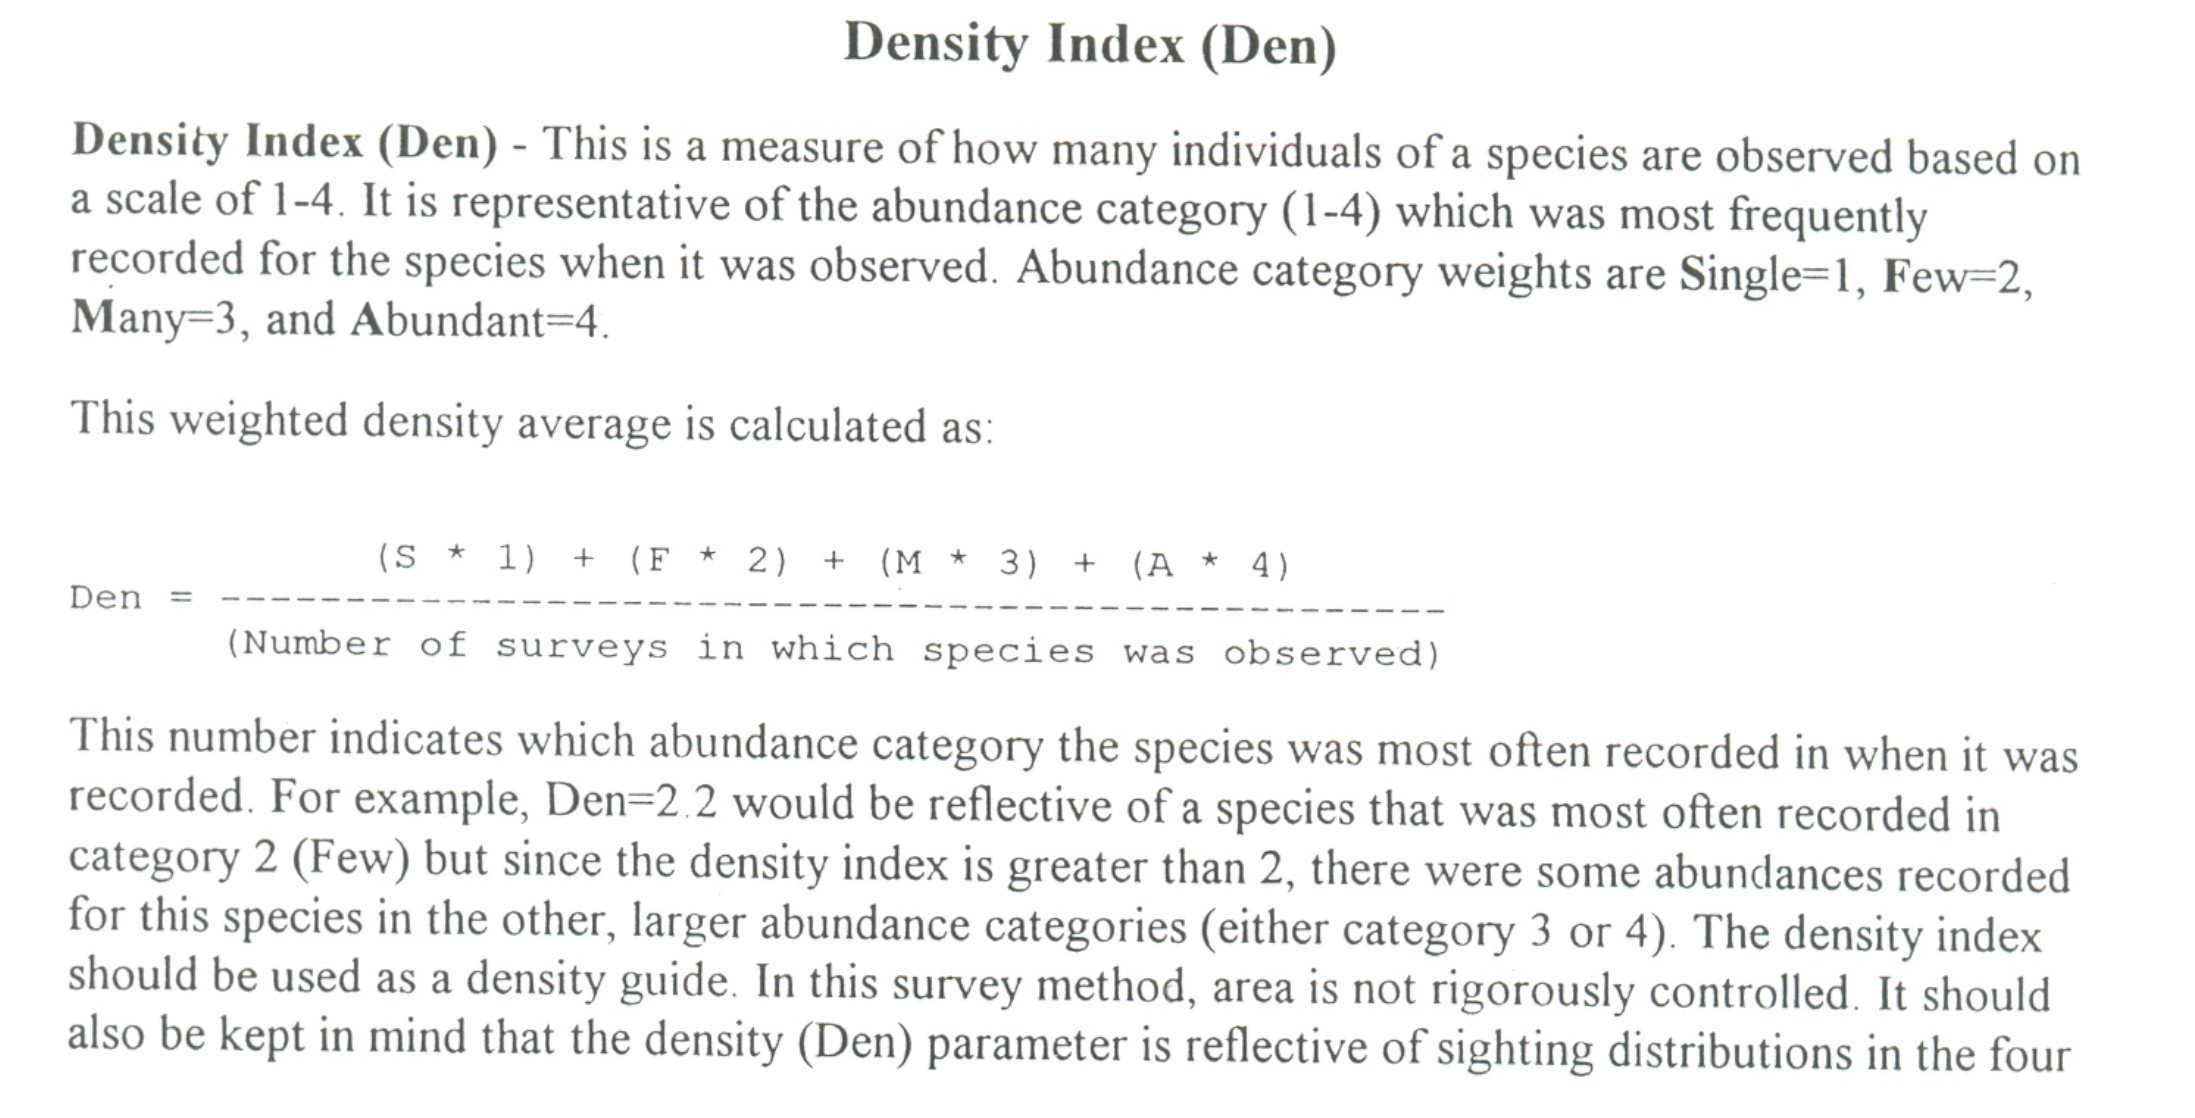 Density Index (Den)
Density Index (Den) - This is a measure of how many individuals of a species are observed based on
a scale of 1-4. It is representative of the abundance category (1-4) which was most frequently
recorded for the species when it was observed. Abundance category weights are Single=1, Few=2,
Many=3, and Abundant=4.
This weighted density average is calculated as:
(S * 1) + (F * 2) + (M * 3) + (A * 4)
Den = -------------------------------------------------
(Number of surveys in which species was observed)
This number indicates which abundance category the species was most often recorded in when it was
recorded. For example, Den=2.2 would be reflective of a species that was most often recorded in
category 2 (Few) but since the density index is greater than 2, there were some abundances recorded
for this species in the other, larger abundance categories (either category 3 or 4). The density index
should be used as a density guide. In this survey method, area is not rigorously controlled. It should
also be kept in mind that the density (Den) parameter is reflective of sighting distributions in the four